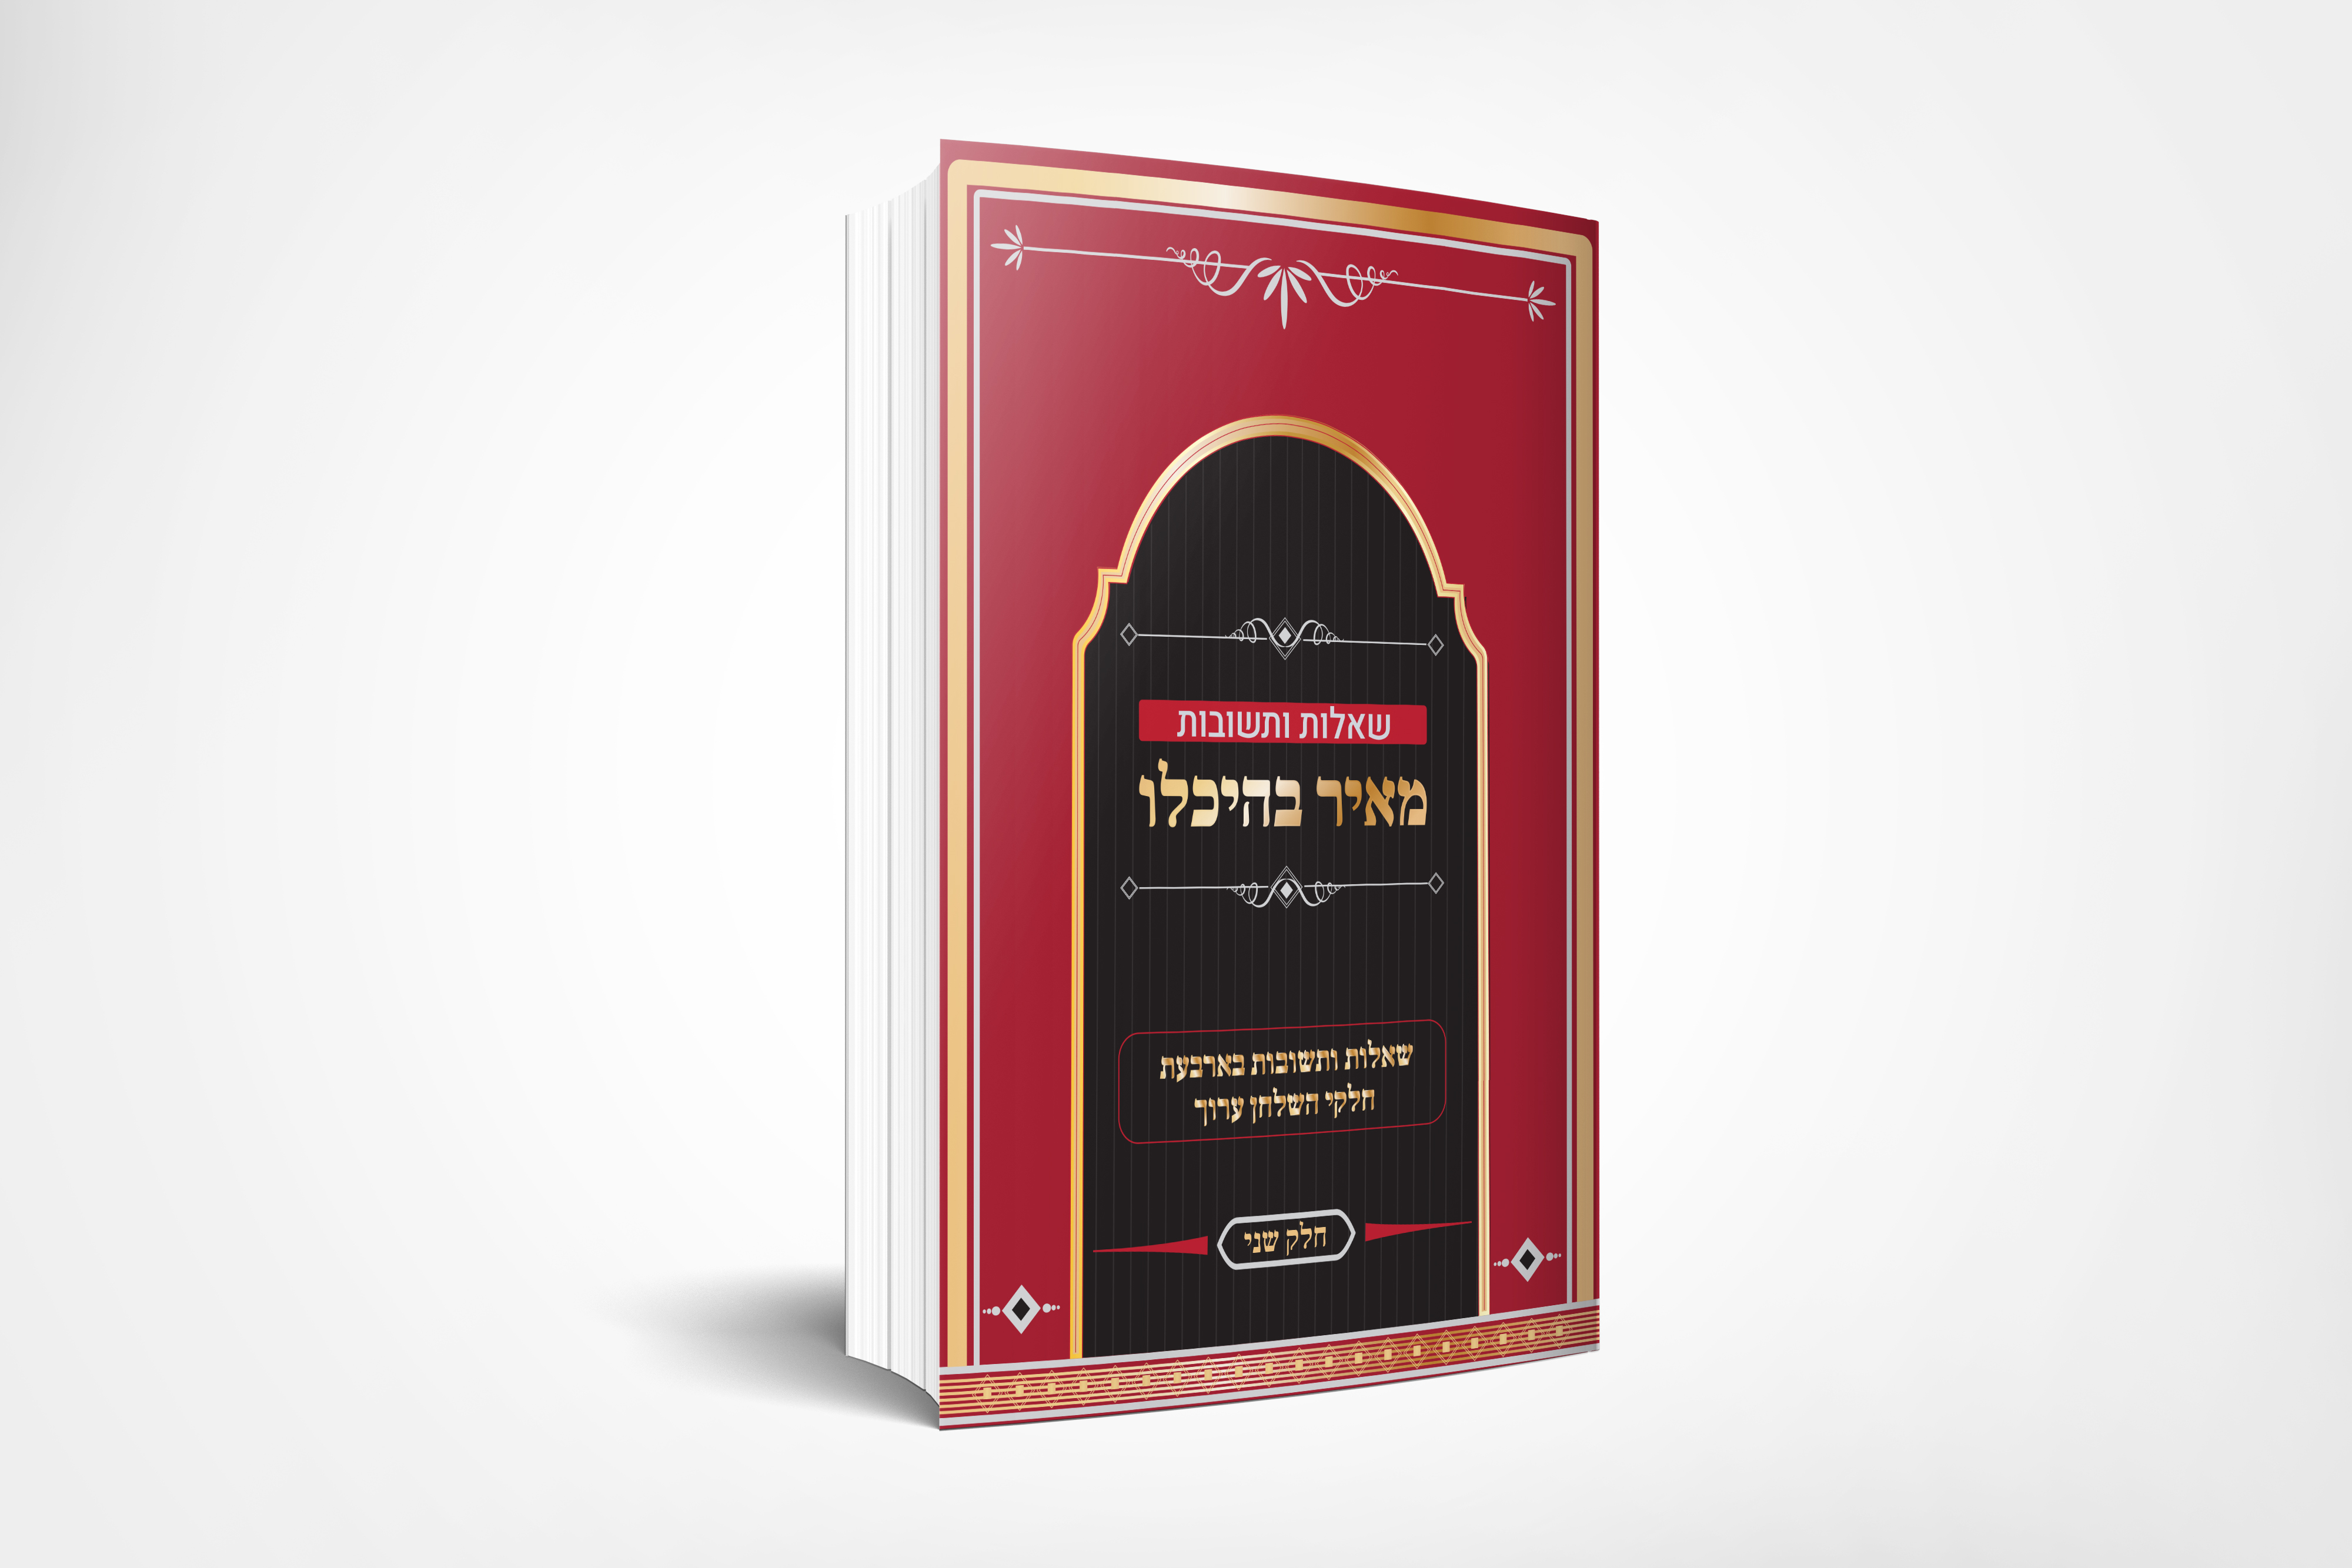 שאלות ותשובות
מאיר בהיכלו
שאלות ותשובות בארבעת
חלקי השלחן ערוך
חלק שני